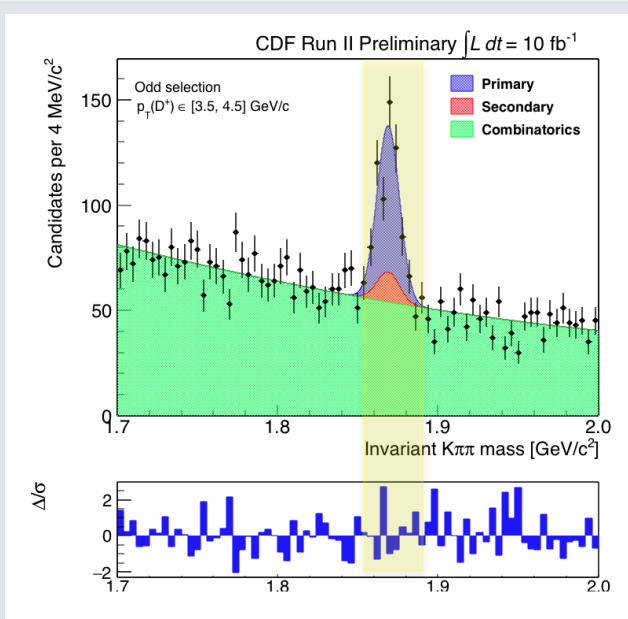 CDF Run II Preliminary ∫L dt = 10 fb⁻¹
Candidates per 4 MeV/c²
Odd selection
p_T(D⁺) ∈ [3.5, 4.5] GeV/c
Primary
Secondary
Combinatorics
150
100
50
0
1.7 1.8 1.9 2.0
Invariant Kππ mass [GeV/c²]
Δ/σ
2
0
−2
1.7 1.8 1.9 2.0